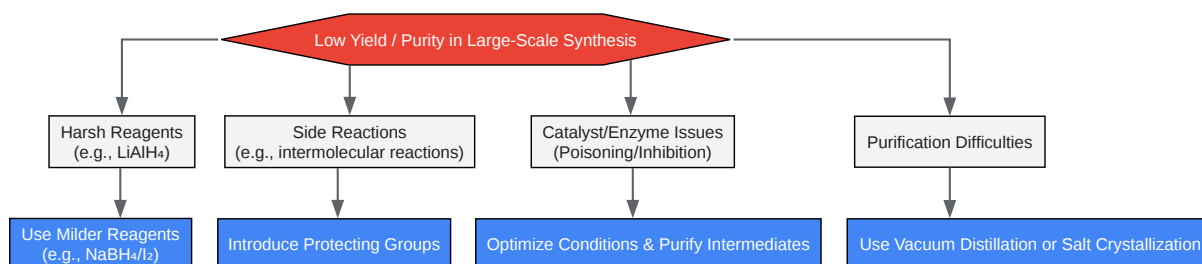 Low Yield / Purity in Large-Scale Synthesis
Harsh Reagents
(e.g., LiAlH₄)
Side Reactions
(e.g., intermolecular reactions)
Catalyst/Enzyme Issues
(Poisoning/Inhibition)
Purification Difficulties
Use Milder Reagents
(e.g., NaBH₄/I₂)
Introduce Protecting Groups
Optimize Conditions & Purify Intermediates
Use Vacuum Distillation or Salt Crystallization